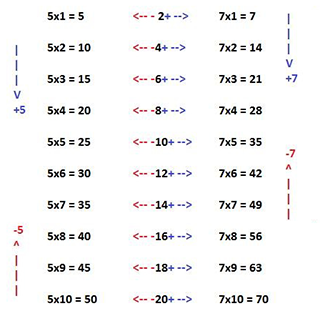 5x1 = 5 <-- - 2+ --> 7x1 = 7 |
| 5x2 = 10 <-- -4+ --> 7x2 = 14 |
| |
| V
V 5x3 = 15 <-- -6+ --> 7x3 = 21 +7
+5 5x4 = 20 <-- -8+ --> 7x4 = 28
5x5 = 25 <-- -10+ --> 7x5 = 35 -7
^
5x6 = 30 <-- -12+ --> 7x6 = 42 |
|
5x7 = 35 <-- -14+ --> 7x7 = 49 |
-5 5x8 = 40 <-- -16+ --> 7x8 = 56
^
| 5x9 = 45 <-- -18+ --> 7x9 = 63
|
| 5x10 = 50 <-- -20+ --> 7x10 = 70